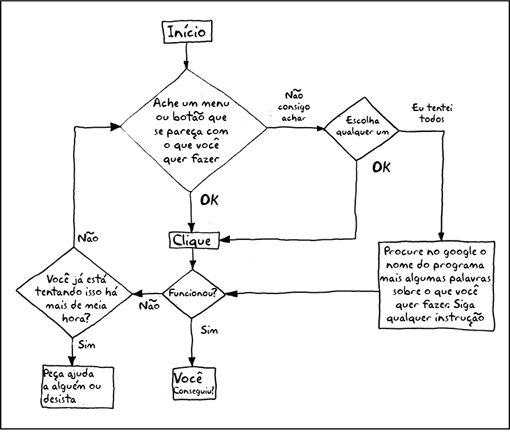 Início
Ache um menu
ou botão que
se pareça com
o que você
quer fazer
Não
consigo
achar
Escolha
qualquer um
Eu tentei
todos
OK
OK
Clique
Não
Procure no google o
nome do programa
mais algumas palavras
sobre o que você
quer fazer. Siga
qualquer instrução
Você já está
tentando isso há
mais de meia
hora?
Não
Funcionou?
Sim
Sim
Peça ajuda
a alguém ou
desista
Você
Conseguiu!